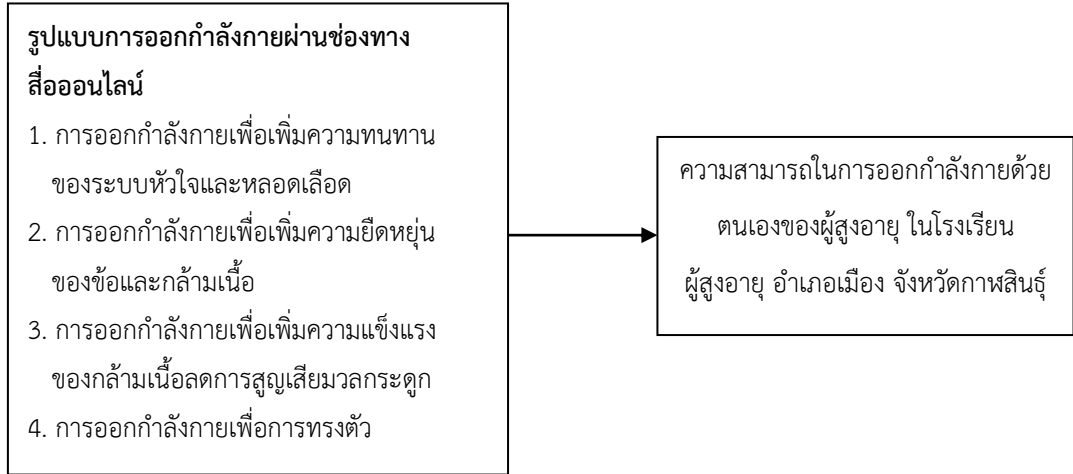 รูปแบบการออกกำลังกายผ่านช่องทาง
สื่อออนไลน์
1. การออกกำลังกายเพื่อเพิ่มความทนทาน
ของระบบหัวใจและหลอดเลือด
2. การออกกำลังกายเพื่อเพิ่มความยืดหยุ่น
ของข้อและกล้ามเนื้อ
3. การออกกำลังกายเพื่อเพิ่มความแข็งแรง
ของกล้ามเนื้อลดการสูญเสียมวลกระดูก
4. การออกกำลังกายเพื่อการทรงตัว
ความสามารถในการออกกำลังกายด้วย
ตนเองของผู้สูงอายุ ในโรงเรียน
ผู้สูงอายุ อำเภอเมือง จังหวัดกาฬสินธุ์